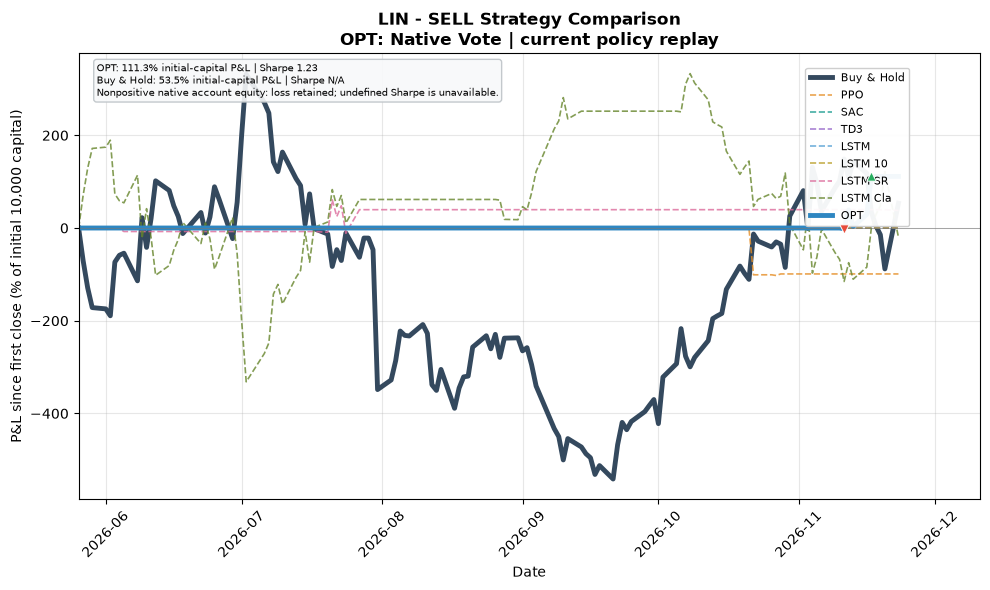 LIN - SELL Strategy Comparison
OPT: Native Vote | current policy replay
OPT: 111.3% initial-capital P&L | Sharpe 1.23
Buy & Hold: 53.5% initial-capital P&L | Sharpe N/A
Nonpositive native account equity: loss retained; undefined Sharpe is unavailable.
Buy & Hold
PPO
SAC
TD3
LSTM
LSTM 10
LSTM SR
LSTM Cla
OPT
P&L since first close (% of initial 10,000 capital)
200
0
−200
−400
2026-06
2026-07
2026-08
2026-09
2026-10
2026-11
2026-12
Date